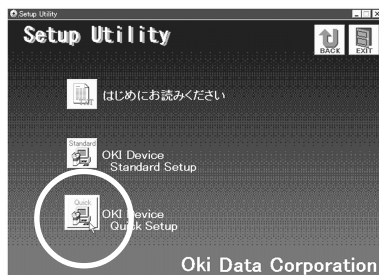 Setup Utility
Setup Utility
BACK
EXIT
はじめにお読みください
Standard
OKI Device
Standard Setup
Quick
OKI Device
Quick Setup
Oki Data Corporation